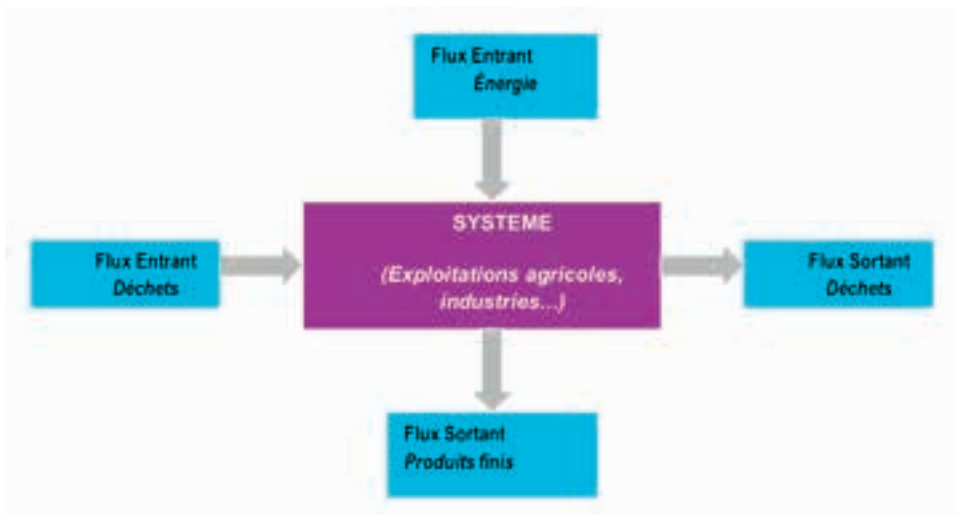 Flux Entrant
Énergie
SYSTEME
Flux Entrant
Déchets
(Exploitations agricoles,
industries...)
Flux Sortant
Déchets
Flux Sortant
Produits finis